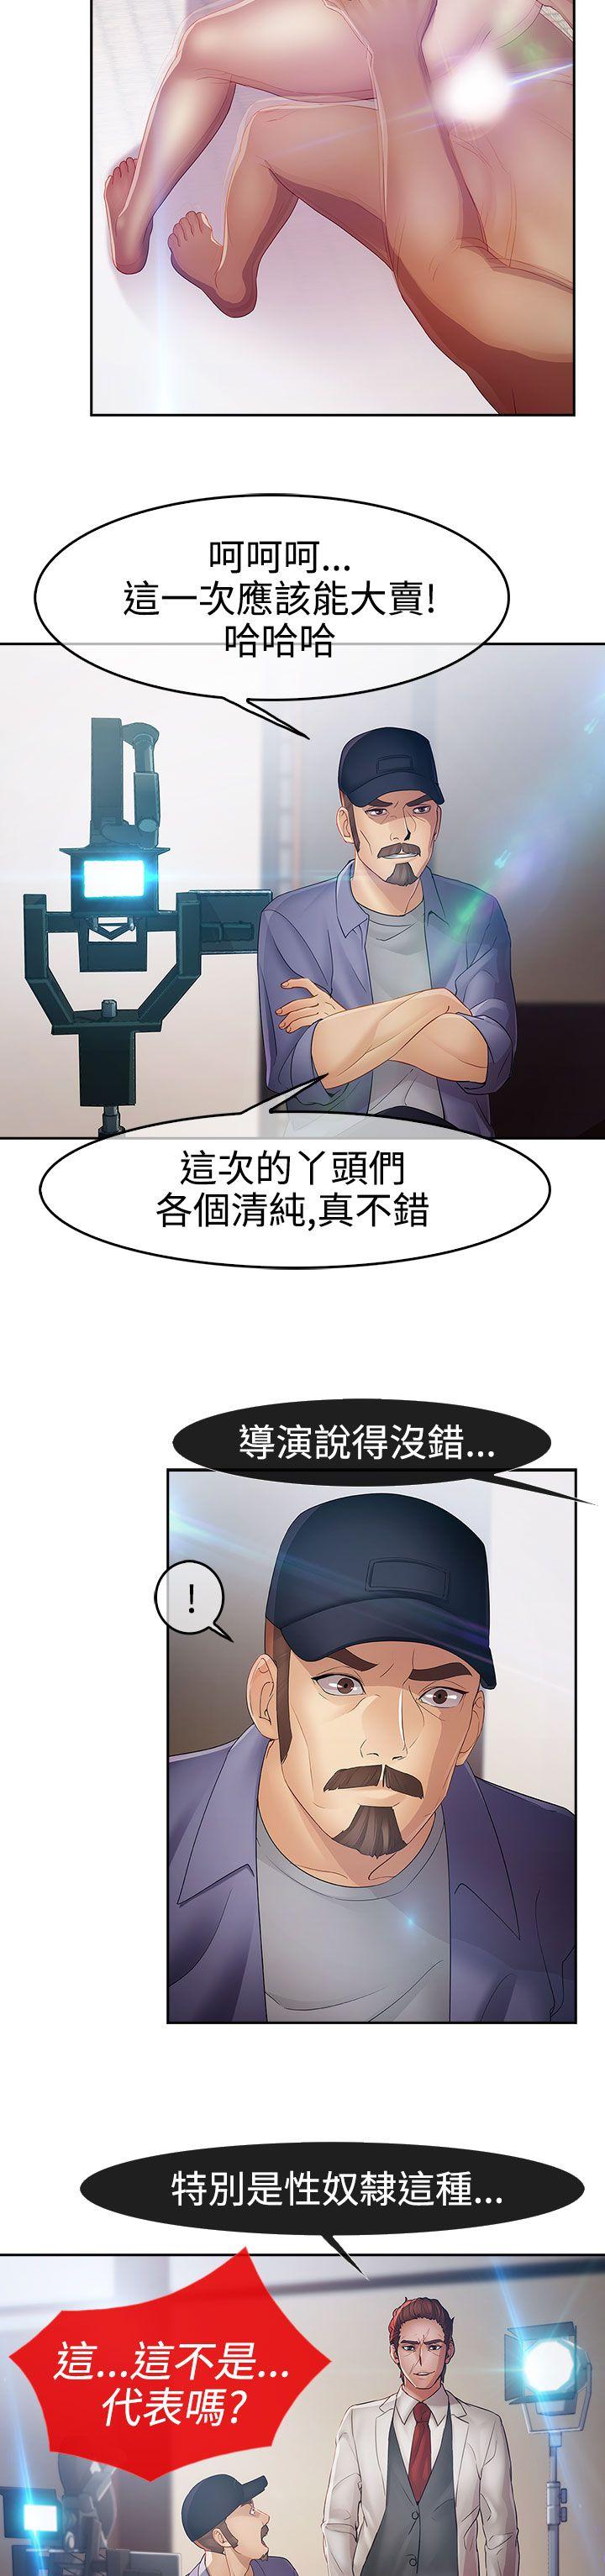 呵呵呵...
這一次應該能大賣!
哈哈哈
這次的丫頭們
各個清純,真不錯
導演說得沒錯...
!
特別是性奴隸這種...
這...這不是...
代表嗎?